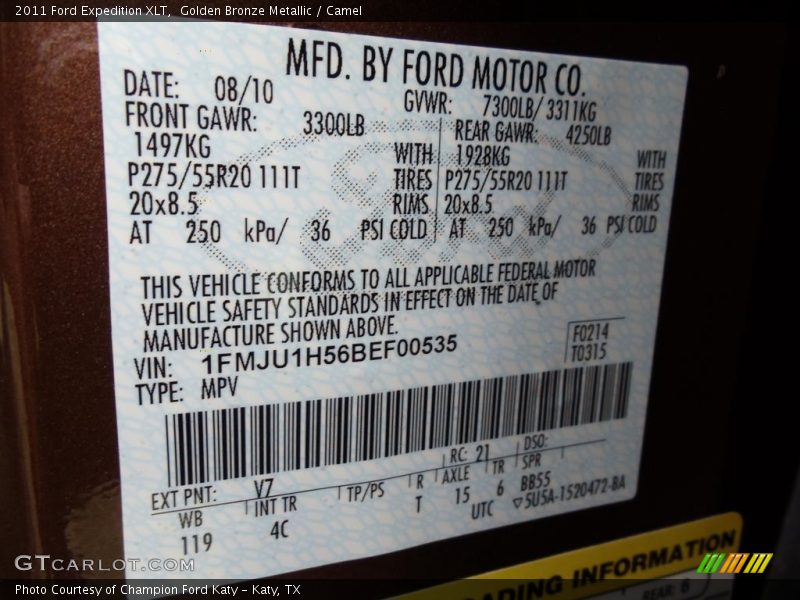 2011 Ford Expedition XLT, Golden Bronze Metallic / Camel
MFD. BY FORD MOTOR CO.
DATE: 08/10 GVWR: 7300LB/ 3311KG
FRONT GAWR: 3300LB REAR GAWR: 4250LB
1497KG WITH 1928KG WITH
P275/55R20 111T TIRES P275/55R20 111T TIRES
20x8.5 RIMS 20x8.5 RIMS
AT 250 kPa/ 36 PSI COLD AT 250 kPa/ 36 PSI COLD
THIS VEHICLE CONFORMS TO ALL APPLICABLE FEDERAL MOTOR
VEHICLE SAFETY STANDARDS IN EFFECT ON THE DATE OF
MANUFACTURE SHOWN ABOVE.
VIN: 1FMJU1H56BEF00535 F0214
TYPE: MPV T0315
EXT PNT: V7 RC: 21 DSO:
WB INT TR TP/PS R AXLE TR SPR
119 4C T 15 6 BB55
UTC ▽5U5A-1520472-BA
LOADING INFORMATION
REAR: 6
GTCARLOT.COM
Photo Courtesy of Champion Ford Katy – Katy, TX